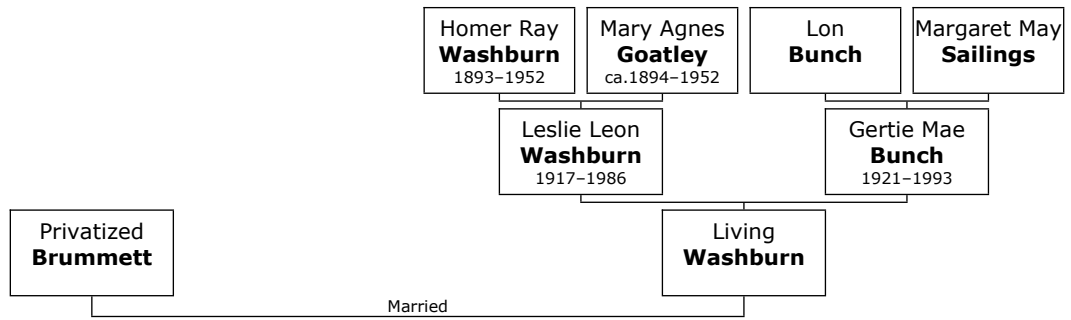 Homer Ray
Washburn
1893–1952
Mary Agnes
Goatley
ca.1894–1952
Lon
Bunch
Margaret May
Sailings
Leslie Leon
Washburn
1917–1986
Gertie Mae
Bunch
1921–1993
Privatized
Brummett
Living
Washburn
Married